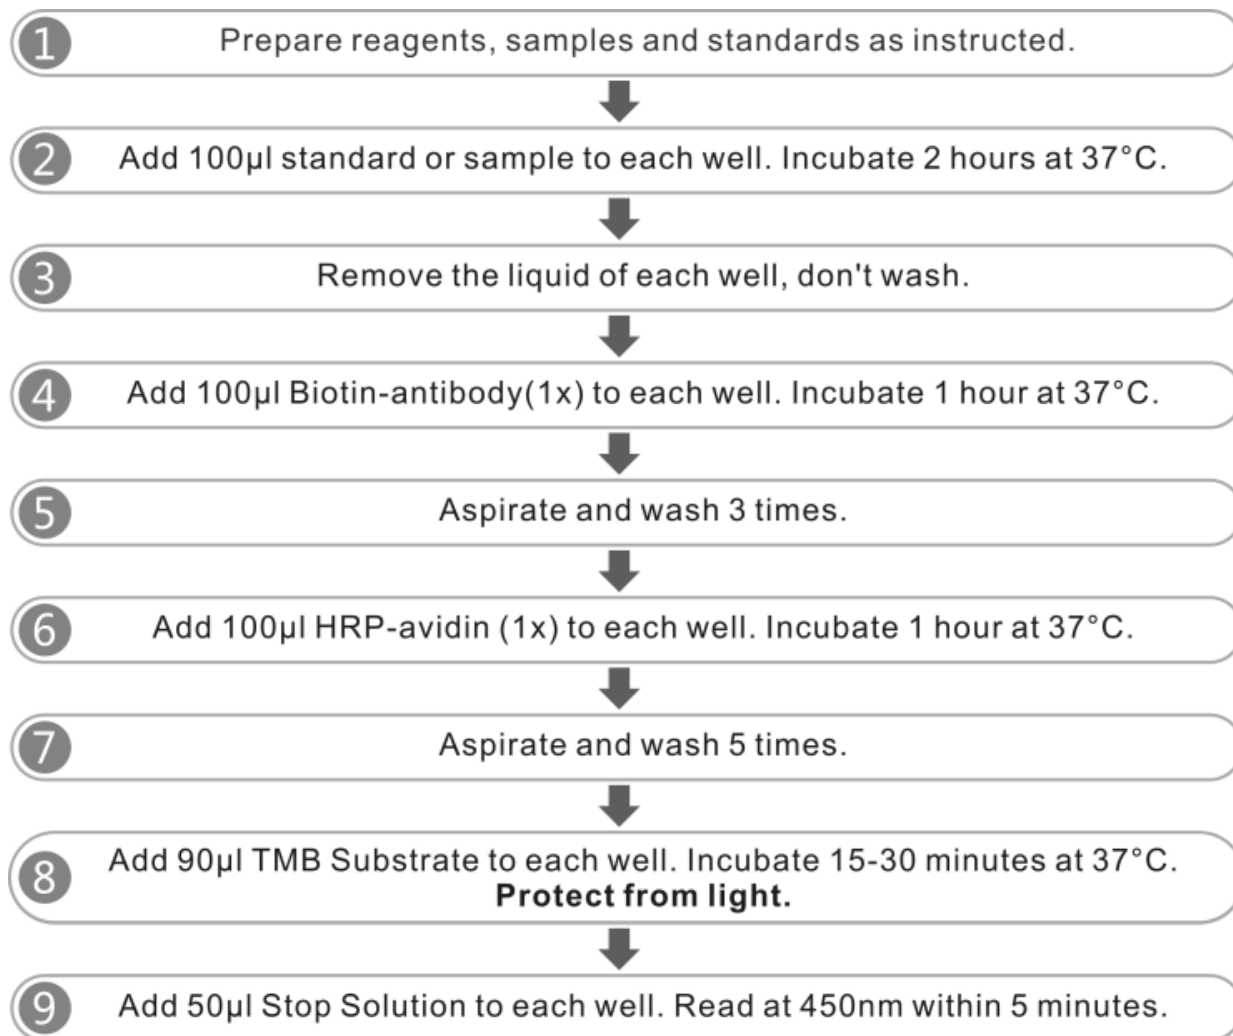 1 Prepare reagents, samples and standards as instructed.
2 Add 100µl standard or sample to each well. Incubate 2 hours at 37°C.
3 Remove the liquid of each well, don't wash.
4 Add 100µl Biotin-antibody(1x) to each well. Incubate 1 hour at 37°C.
5 Aspirate and wash 3 times.
6 Add 100µl HRP-avidin (1x) to each well. Incubate 1 hour at 37°C.
7 Aspirate and wash 5 times.
8 Add 90µl TMB Substrate to each well. Incubate 15-30 minutes at 37°C.
Protect from light.
9 Add 50µl Stop Solution to each well. Read at 450nm within 5 minutes.